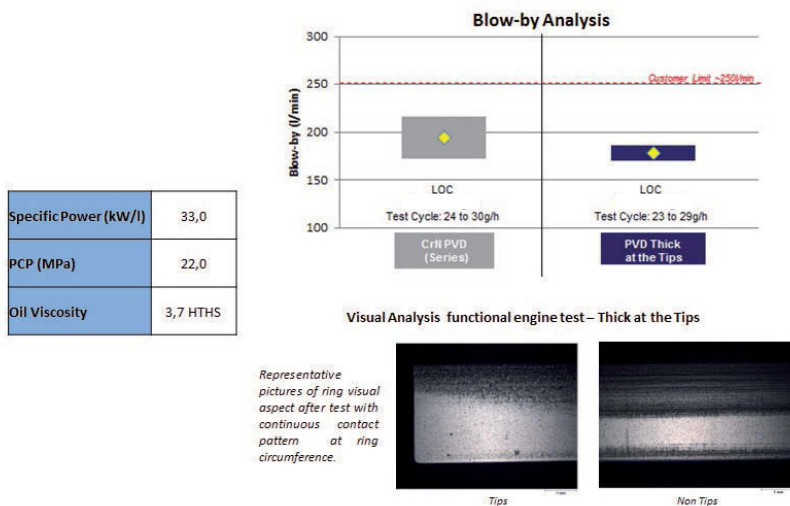 Blow-by Analysis
300
250
200
150
100
Blow-by (l/min)
Customer Limit ~250l/min
LOC
Test Cycle: 24 to 30g/h
CrN PVD
(Series)
LOC
Test Cycle: 23 to 29g/h
PVD Thick
at the Tips
Specific Power (kW/l) 33,0
PCP (MPa) 22,0
Oil Viscosity 3,7 HTHS
Visual Analysis functional engine test – Thick at the Tips
Representative
pictures of ring visual
aspect after test with
continuous contact
pattern at ring
circumference.
Tips
Non Tips